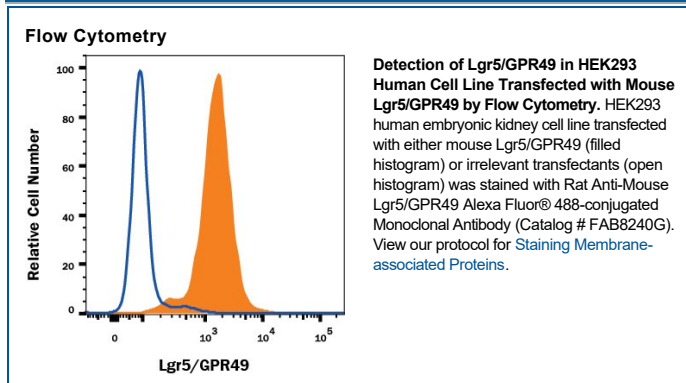 Flow Cytometry
Relative Cell Number
100
80
60
40
20
0
0
10³
10⁴
10⁵
Lgr5/GPR49
Detection of Lgr5/GPR49 in HEK293
Human Cell Line Transfected with Mouse
Lgr5/GPR49 by Flow Cytometry. HEK293
human embryonic kidney cell line transfected
with either mouse Lgr5/GPR49 (filled
histogram) or irrelevant transfectants (open
histogram) was stained with Rat Anti-Mouse
Lgr5/GPR49 Alexa Fluor® 488-conjugated
Monoclonal Antibody (Catalog # FAB8240G).
View our protocol for Staining Membrane-
associated Proteins.